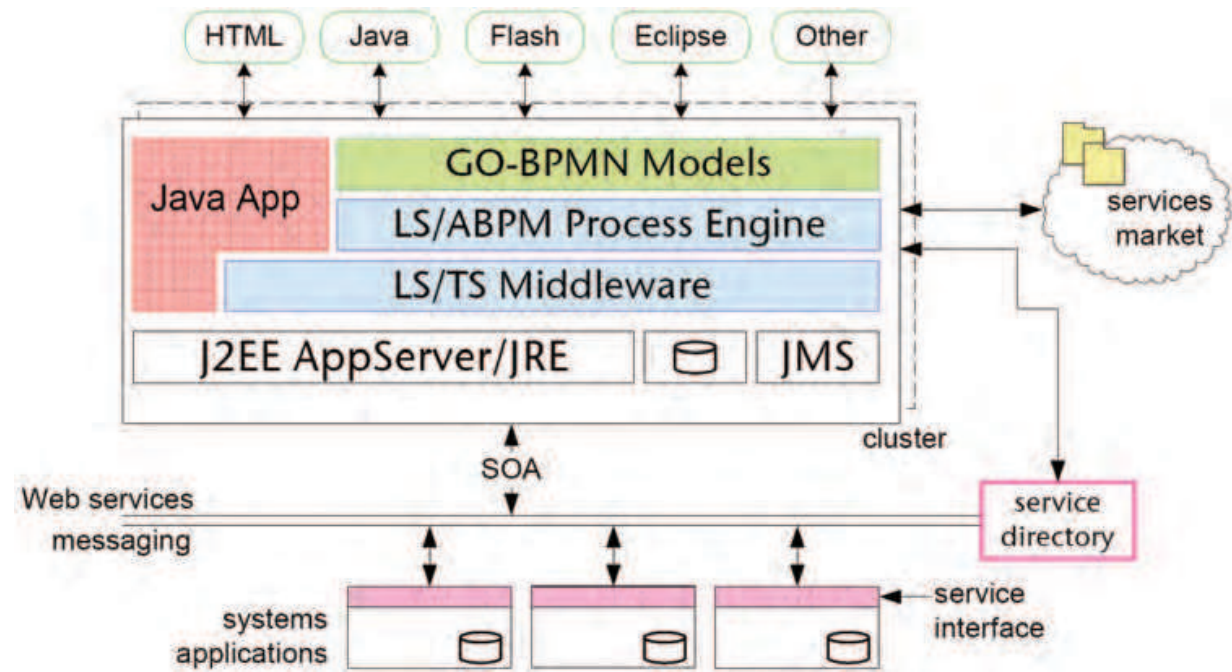 HTML
Java
Flash
Eclipse
Other
GO-BPMN Models
Java App
LS/ABPM Process Engine
LS/TS Middleware
J2EE AppServer/JRE
JMS
services
market
cluster
SOA
Web services
messaging
service
directory
systems
applications
service
interface